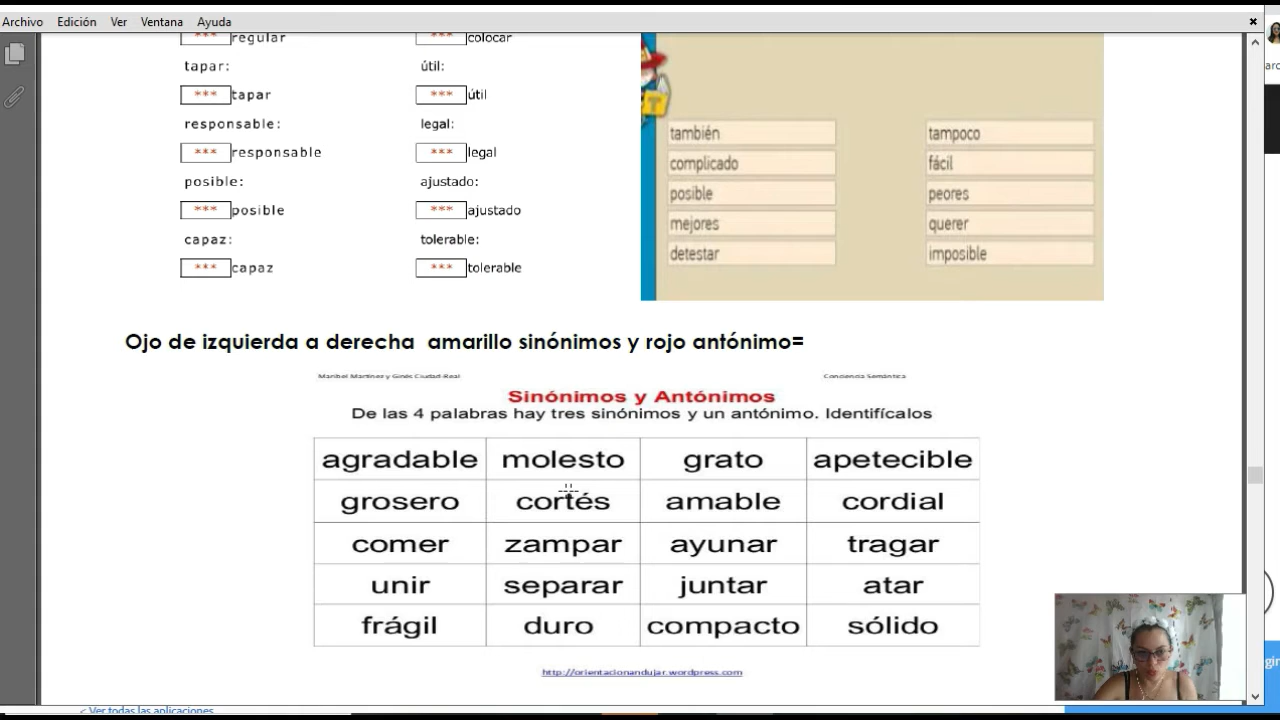 Archivo Edición Ver Ventana Ayuda
*** regular *** colocar
tapar: útil:
*** tapar *** útil
responsable: legal:
*** responsable *** legal
posible: ajustado:
*** posible *** ajustado
capaz: tolerable:
*** capaz *** tolerable
también tampoco
complicado fácil
posible peores
mejores querer
detestar imposible
Ojo de izquierda a derecha amarillo sinónimos y rojo antónimo=
Maribel Martínez y Ginés Ciudad-Real Conciencia Semántica
Sinónimos y Antónimos
De las 4 palabras hay tres sinónimos y un antónimo. Identifícalos
agradable molesto grato apetecible
grosero cortés amable cordial
comer zampar ayunar tragar
unir separar juntar atar
frágil duro compacto sólido
http://orientacionandujar.wordpress.com
< Ver todas las aplicaciones